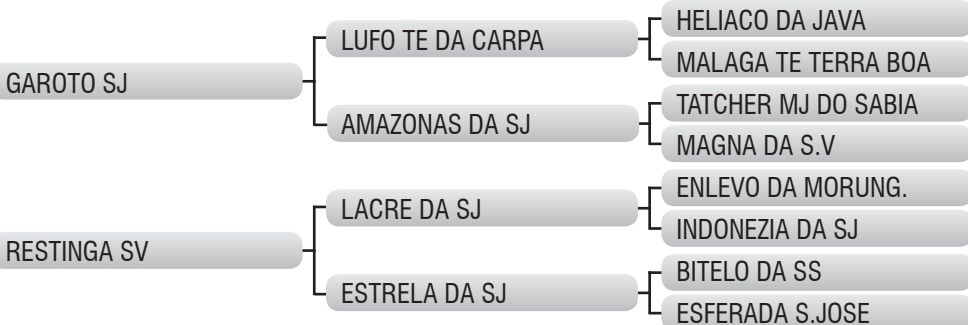 GAROTO SJ
LUFO TE DA CARPA
HELIACO DA JAVA
MALAGA TE TERRA BOA
AMAZONAS DA SJ
TATCHER MJ DO SABIA
MAGNA DA S.V
RESTINGA SV
LACRE DA SJ
ENLEVO DA MORUNG.
INDONEZIA DA SJ
ESTRELA DA SJ
BITELO DA SS
ESFERADA S.JOSE